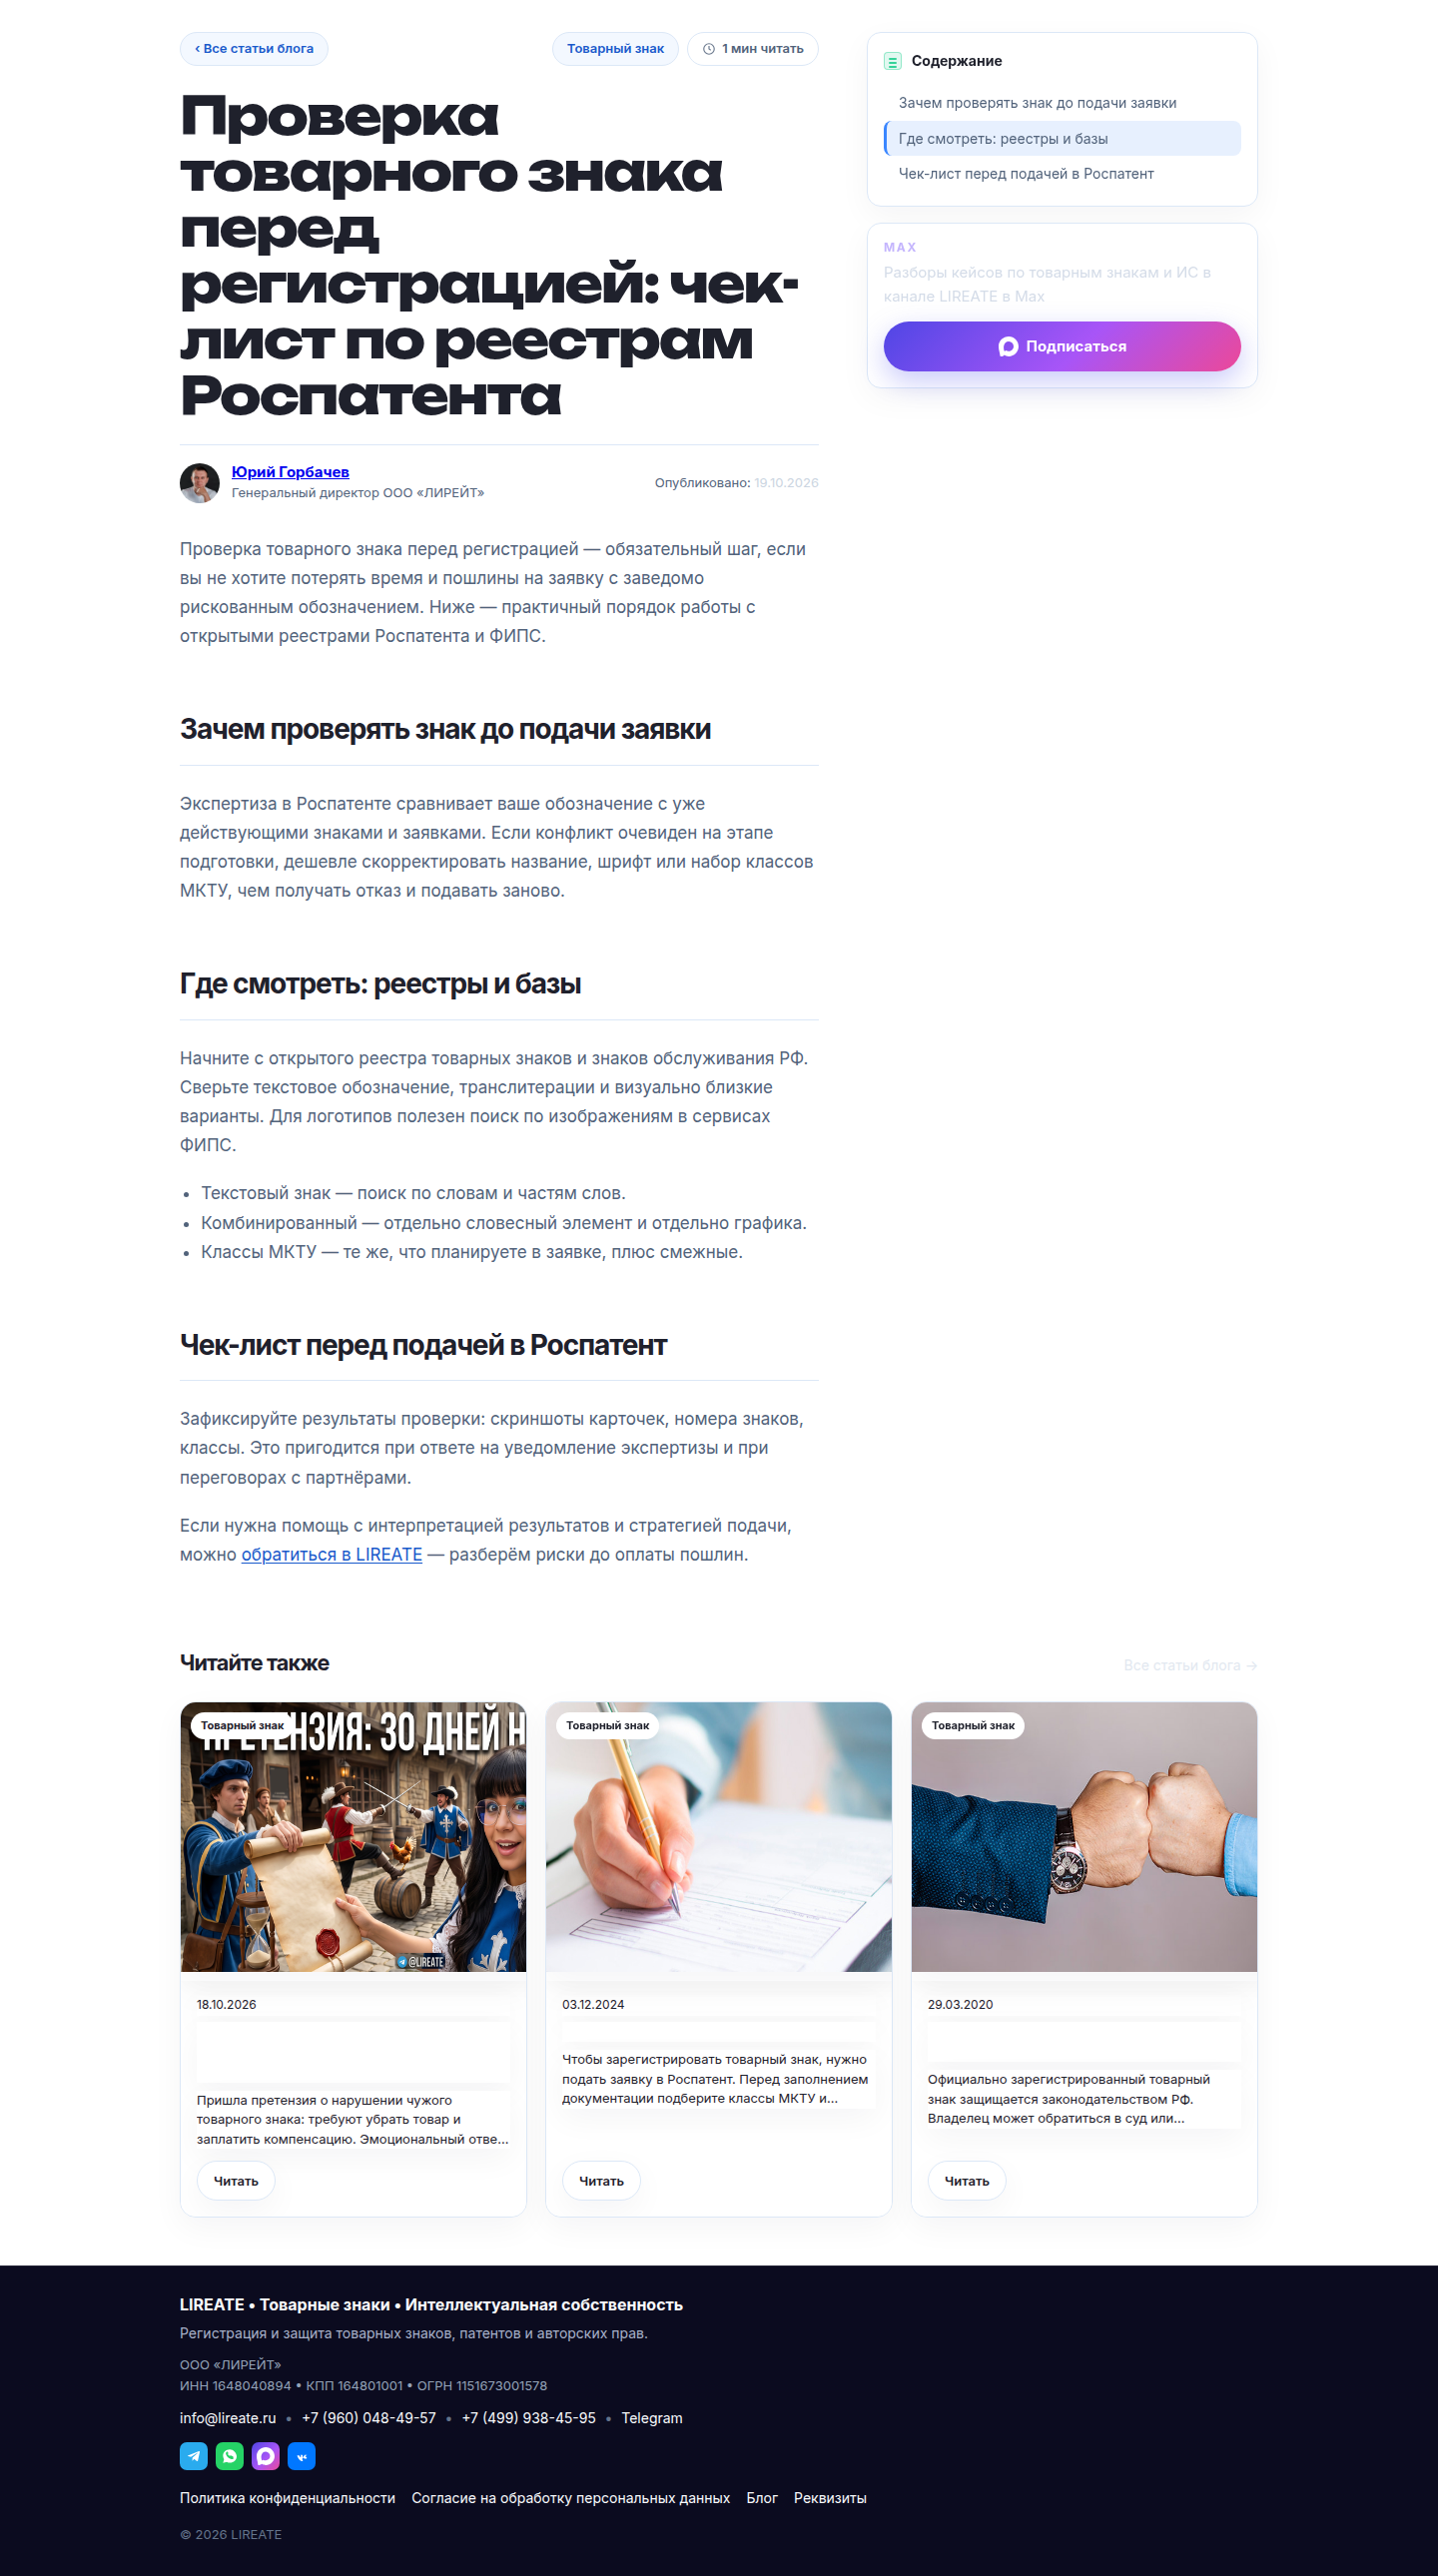 ‹ Все статьи блога
Товарный знак
1 мин читать
Проверка
товарного знака
перед
регистрацией: чек-
лист по реестрам
Роспатента
Юрий Горбачев
Генеральный директор ООО «ЛИРЕЙТ»
Опубликовано: 19.10.2026
Проверка товарного знака перед регистрацией — обязательный шаг, если
вы не хотите потерять время и пошлины на заявку с заведомо
рискованным обозначением. Ниже — практичный порядок работы с
открытыми реестрами Роспатента и ФИПС.
Зачем проверять знак до подачи заявки
Экспертиза в Роспатенте сравнивает ваше обозначение с уже
действующими знаками и заявками. Если конфликт очевиден на этапе
подготовки, дешевле скорректировать название, шрифт или набор классов
МКТУ, чем получать отказ и подавать заново.
Где смотреть: реестры и базы
Начните с открытого реестра товарных знаков и знаков обслуживания РФ.
Сверьте текстовое обозначение, транслитерации и визуально близкие
варианты. Для логотипов полезен поиск по изображениям в сервисах
ФИПС.
• Текстовый знак — поиск по словам и частям слов.
• Комбинированный — отдельно словесный элемент и отдельно графика.
• Классы МКТУ — те же, что планируете в заявке, плюс смежные.
Чек-лист перед подачей в Роспатент
Зафиксируйте результаты проверки: скриншоты карточек, номера знаков,
классы. Это пригодится при ответе на уведомление экспертизы и при
переговорах с партнёрами.
Если нужна помощь с интерпретацией результатов и стратегией подачи,
можно обратиться в LIREATE — разберём риски до оплаты пошлин.
Содержание
Зачем проверять знак до подачи заявки
Где смотреть: реестры и базы
Чек-лист перед подачей в Роспатент
MAX
Разборы кейсов по товарным знакам и ИС в
канале LIREATE в Max
Подписаться
Читайте также
Все статьи блога →
Товарный знак
30 ДНЕЙ
@LIREATE
18.10.2026
Пришла претензия о нарушении чужого
товарного знака: требуют убрать товар и
заплатить компенсацию. Эмоциональный отве...
Читать
Товарный знак
03.12.2024
Чтобы зарегистрировать товарный знак, нужно
подать заявку в Роспатент. Перед заполнением
документации подберите классы МКТУ и...
Читать
Товарный знак
29.03.2020
Официально зарегистрированный товарный
знак защищается законодательством РФ.
Владелец может обратиться в суд или...
Читать
LIREATE • Товарные знаки • Интеллектуальная собственность
Регистрация и защита товарных знаков, патентов и авторских прав.
ООО «ЛИРЕЙТ»
ИНН 1648040894 • КПП 164801001 • ОГРН 1151673001578
info@lireate.ru • +7 (960) 048-49-57 • +7 (499) 938-45-95 • Telegram
Политика конфиденциальности Согласие на обработку персональных данных Блог Реквизиты
© 2026 LIREATE